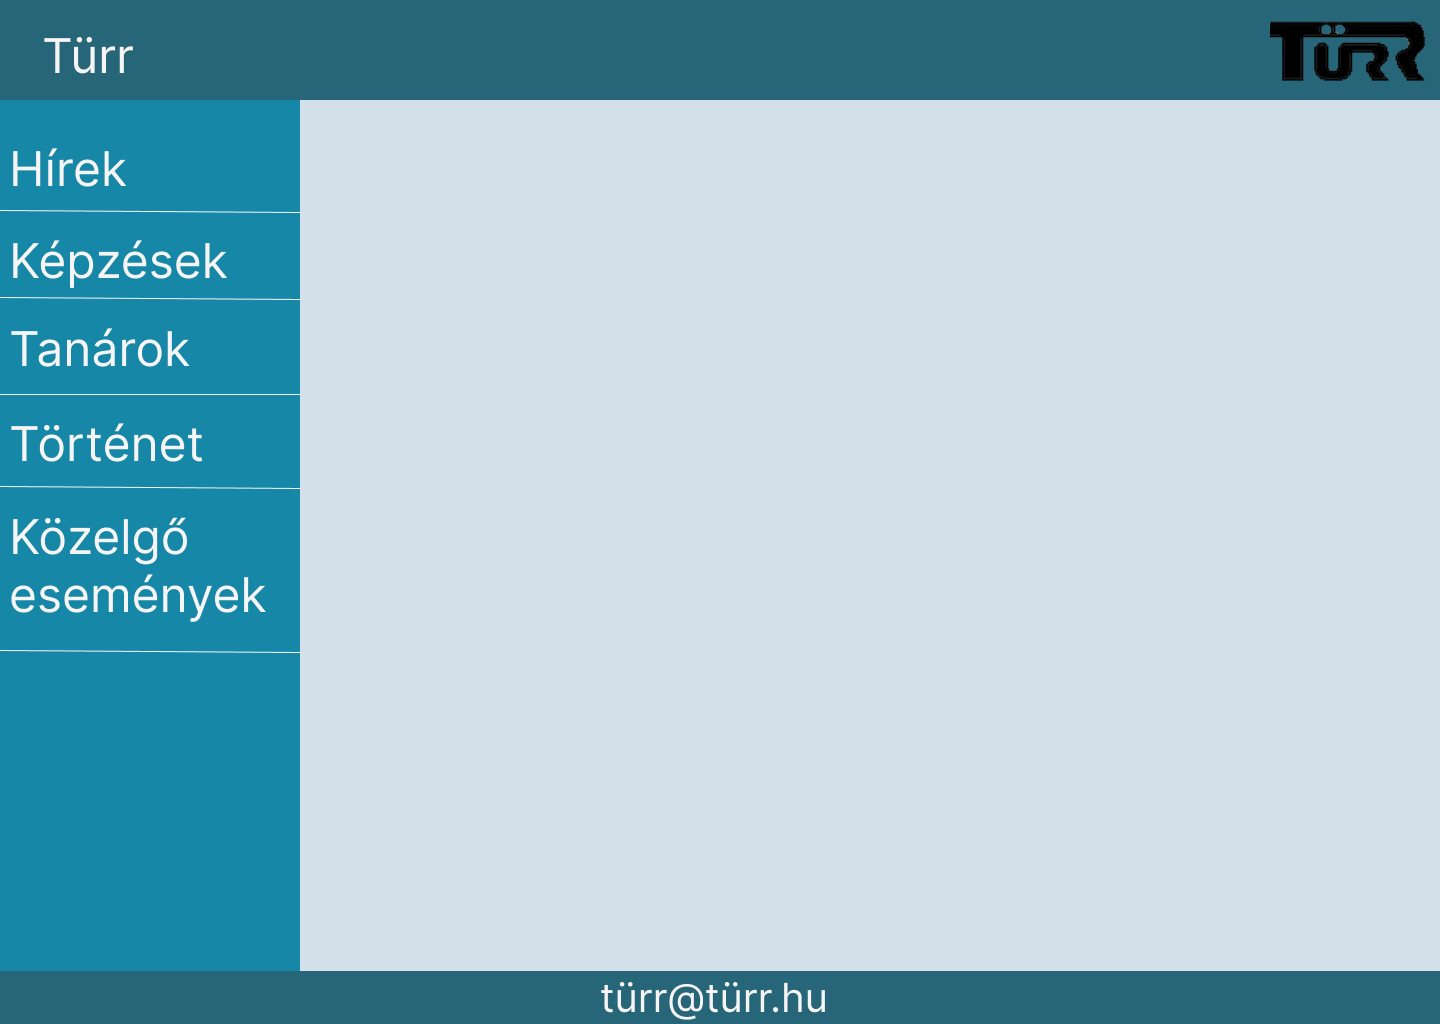 Türr
TÜRR
Hírek
Képzések
Tanárok
Történet
Közelgő
események
türr@türr.hu